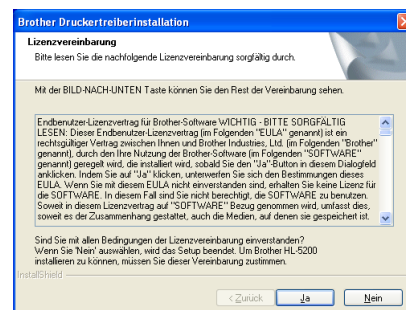 Brother Druckertreiberinstallation
Lizenzvereinbarung
Bitte lesen Sie die nachfolgende Lizenzvereinbarung sorgfältig durch.
Mit der BILD-NACH-UNTEN Taste können Sie den Rest der Vereinbarung sehen.
Endbenutzer-Lizenzvertrag für Brother-Software WICHTIG - BITTE SORGFÄLTIG
LESEN: Dieser Endbenutzer-Lizenzvertrag (im Folgenden "EULA" genannt) ist ein
rechtsgültiger Vertrag zwischen Ihnen und Brother Industries, Ltd. (im Folgenden "Brother"
genannt), durch den Ihre Nutzung der Brother-Software (im Folgenden "SOFTWARE"
genannt) geregelt wird, die installiert wird, sobald Sie den "Ja"-Button in diesem Dialogfeld
anklicken. Indem Sie auf "Ja" klicken, unterwerfen Sie sich den Bestimmungen dieses
EULA. Wenn Sie mit diesem EULA nicht einverstanden sind, erhalten Sie keine Lizenz für
die SOFTWARE. In diesem Fall sind Sie nicht berechtigt, die SOFTWARE zu benutzen.
Soweit in diesem Lizenzvertrag auf "SOFTWARE" Bezug genommen wird, umfasst dies,
soweit es der Zusammenhang gestattet, auch die Medien, auf denen sie gespeichert ist.
Sind Sie mit allen Bedingungen der Lizenzvereinbarung einverstanden?
Wenn Sie 'Nein' auswählen, wird das Setup beendet. Um Brother HL-5200
installieren zu können, müssen Sie dieser Vereinbarung zustimmen.
InstallShield
< Zurück Ja Nein